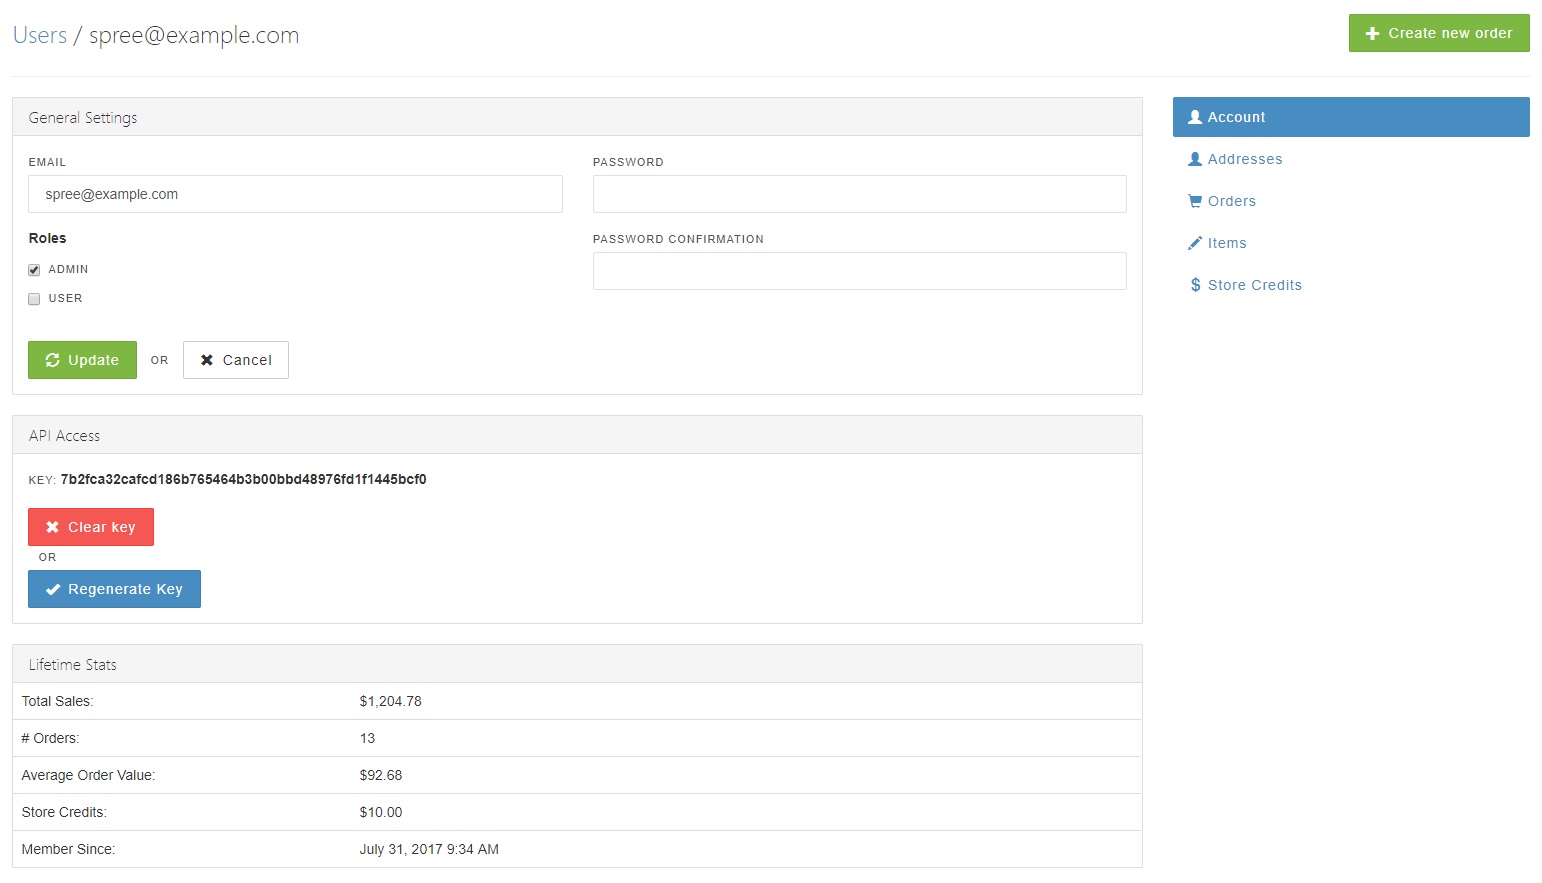 Users / spree@example.com
Create new order
General Settings
EMAIL
spree@example.com
PASSWORD
Roles
ADMIN
USER
PASSWORD CONFIRMATION
Update OR Cancel
API Access
KEY: 7b2fca32cafcd186b765464b3b00bbd48976fd1f1445bcf0
Clear key
OR
Regenerate Key
Lifetime Stats
Total Sales: $1,204.78
# Orders: 13
Average Order Value: $92.68
Store Credits: $10.00
Member Since: July 31, 2017 9:34 AM
Account
Addresses
Orders
Items
$ Store Credits